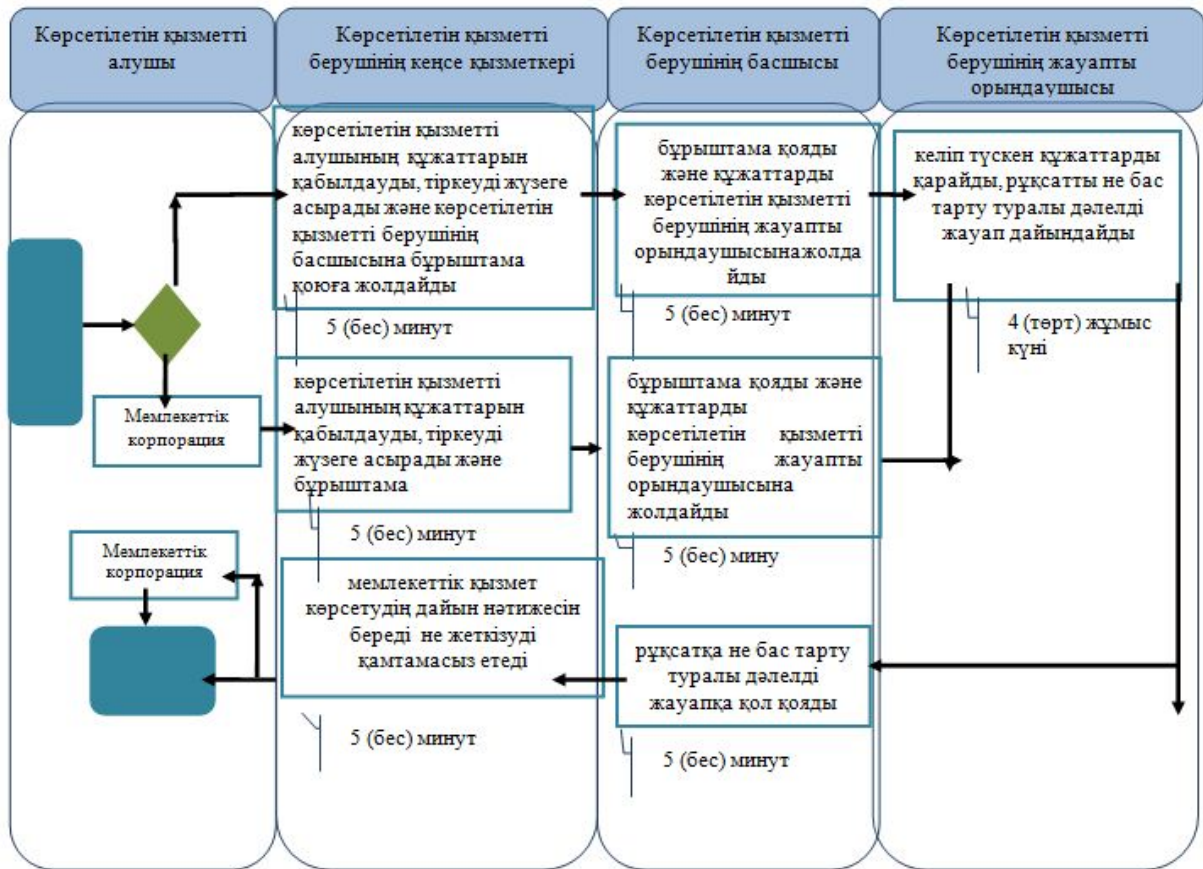 Көрсетілетін қызметті
алушы
Көрсетілетін қызметті
берушінің кеңсе қызметкері
Көрсетілетін қызметті
берушінің басшысы
Көрсетілетін қызметті
берушінің жауапты
орындаушысы
көрсетілетін қызметті
алушының құжаттарын
қабылдауды, тіркеуді жүзеге
асырады және көрсетілетін
қызметті берушінің
басшысына бұрыштама
қоюға жолдайды
5 (бес) минут
бұрыштама қояды
және құжаттарды
көрсетілетін қызметті
берушінің жауапты
орындаушысынажолда
йды
5 (бес) минут
келіп түскен құжаттарды
қарайды, рұқсатты не бас
тарту туралы дәлелді
жауап дайындайды
4 (төрт) жұмыс
күні
Мемлекеттік
корпорация
көрсетілетін қызметті
алушының құжаттарын
қабылдауды, тіркеуді
жүзеге асырады және
бұрыштама
5 (бес) минут
бұрыштама қояды және
құжаттарды
көрсетілетін қызметті
берушінің жауапты
орындаушысына
жолдайды
5 (бес) мину
Мемлекеттік
корпорация
мемлекеттік қызмет
көрсетудің дайын нәтижесін
береді не жеткізуді
қамтамасыз етеді
5 (бес) минут
рұқсатқа не бас тарту
туралы дәлелді
жауапқа қол қояды
5 (бес) минут